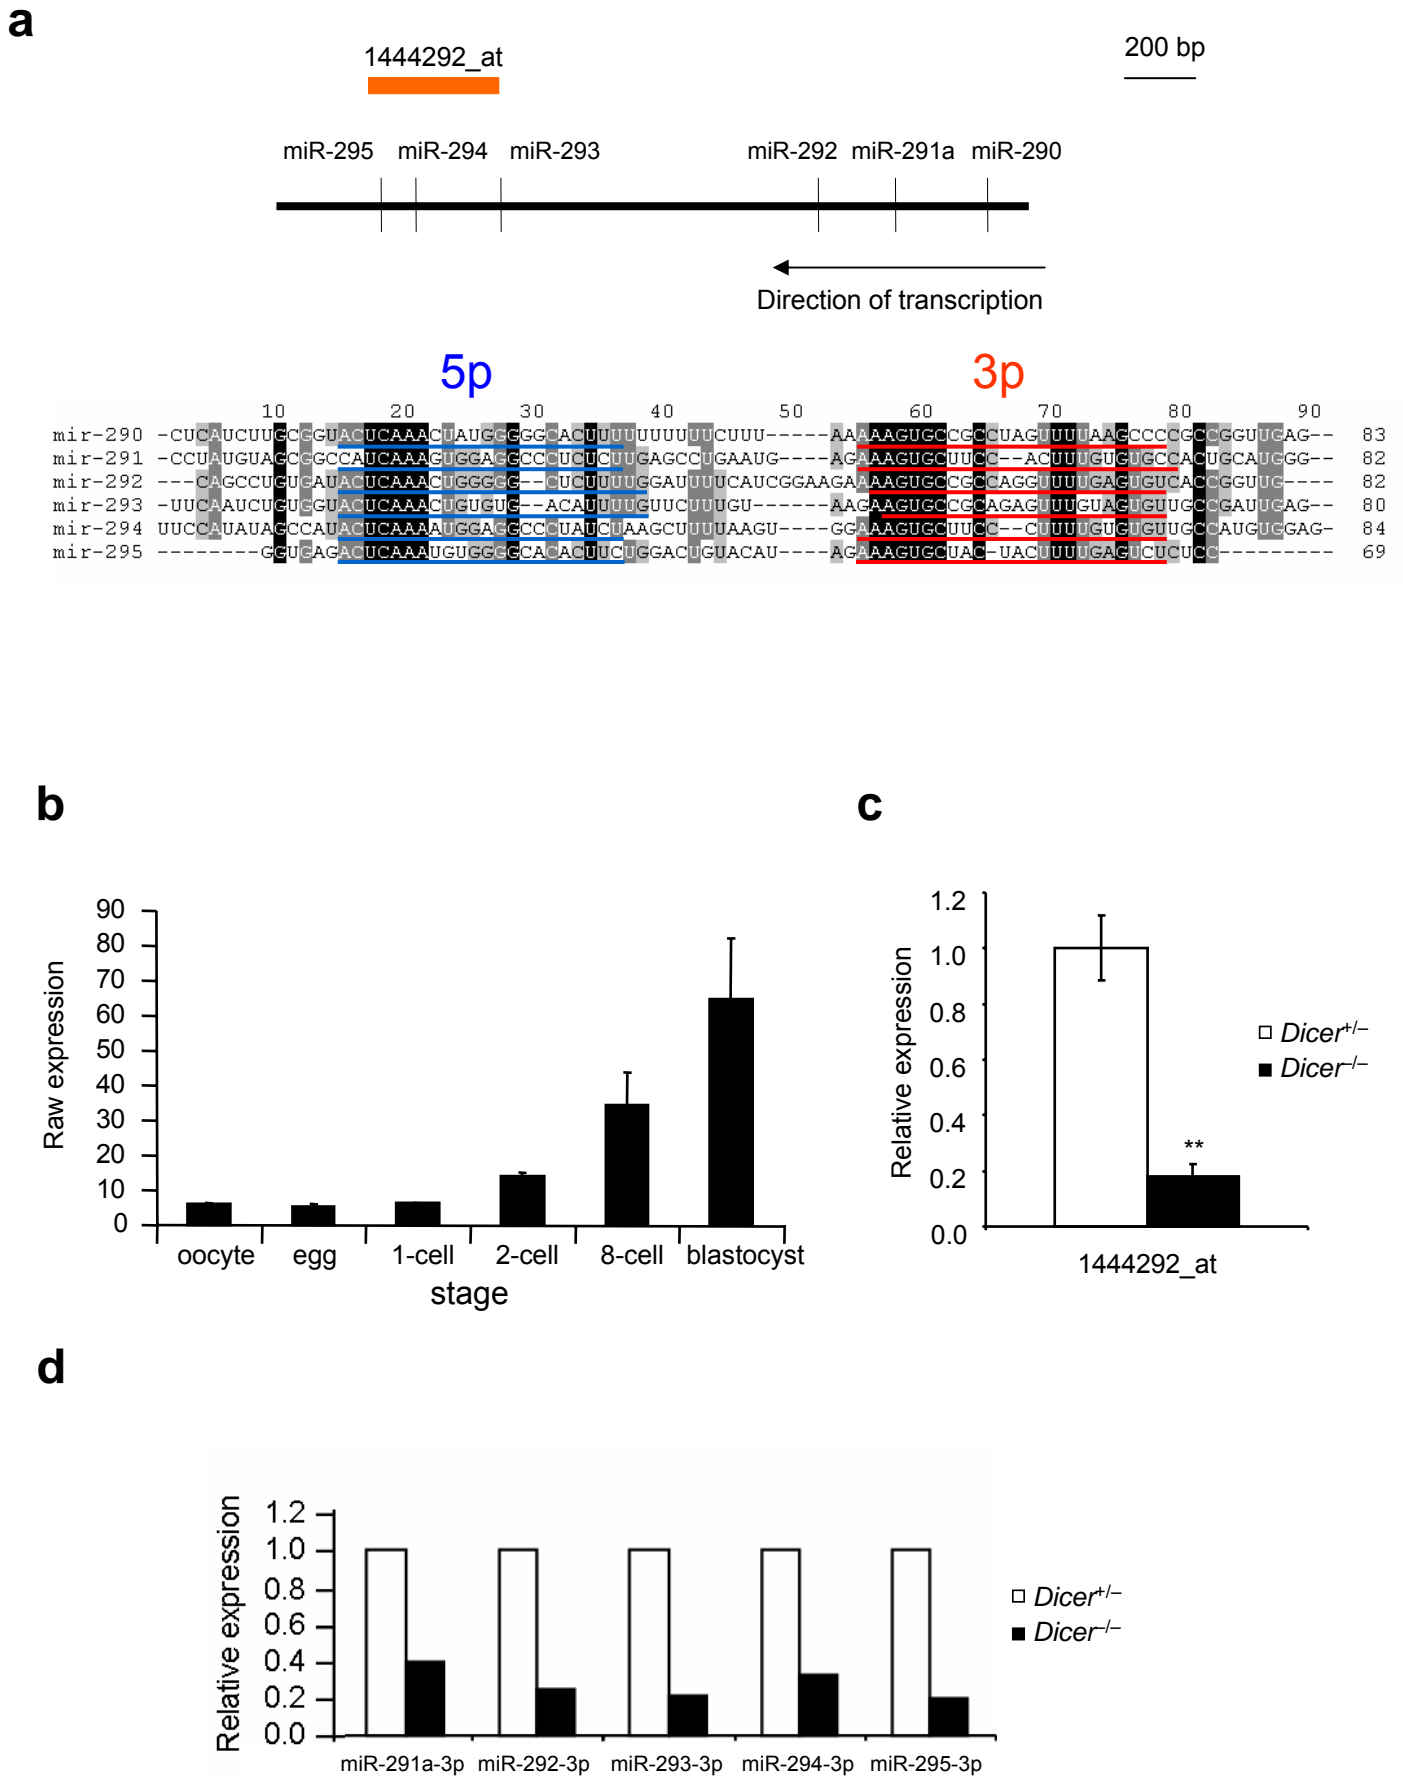 a
1444292_at
200 bp
miR-295 miR-294 miR-293 miR-292 miR-291a miR-290
Direction of transcription
5p 3p
10 20 30 40 50 60 70 80 90
mir-290 -CUCAUCUUGCGGUACUCAAACUAUGGGGGCACUUUUUUUUUUCUUU-----AAAAAGUGCCGCCUAGUUUUAAGCCCCGCCGGUUGAG-- 83
mir-291 -CCUAUGUAGCGGCCAUCAAAGUGGAGGCCCUCUCUUGAGCCUGAAUG----AGAAAGUGCUUCC--ACUUUGUGUGCCACUGCAUGGG-- 82
mir-292 ---CAGCCUGUGAUACUCAAACUGGGGG--CUCUUUUGGAUUUUCAUCGGAAGAAAAGUGCCGCCAGGUUUUGAGUGUCACCGGUUG---- 82
mir-293 -UUCAAUCUGUGGUACUCAAACUGUGUG--ACAUUUUGUUCUUUGU------AAGAAGUGCCGCAGAGUUUGUAGUGUUGCCGAUUGAG-- 80
mir-294 UUCCAUAUAGCCAUACUCAAAAUGGAGGCCCUAUCUAAGCUUUUAAGU----GGAAAGUGCUUCC--CUUUUGUGUGUUGCCAUGUGGAG- 84
mir-295 --------GGUGAGACUCAAAUGUGGGGCACACUUCUGGACUGUACAU----AGAAAGUGCUAC-UACUUUUGAGUCUCUCC--------- 69
b
Raw expression
90
80
70
60
50
40
30
20
10
0
oocyte egg 1-cell 2-cell 8-cell blastocyst
stage
c
Relative expression
1.2
1.0
0.8
0.6
0.4
0.2
0.0
**
1444292_at
Dicer+/–
Dicer–/–
d
Relative expression
1.2
1.0
0.8
0.6
0.4
0.2
0.0
miR-291a-3p miR-292-3p miR-293-3p miR-294-3p miR-295-3p
Dicer+/–
Dicer–/–